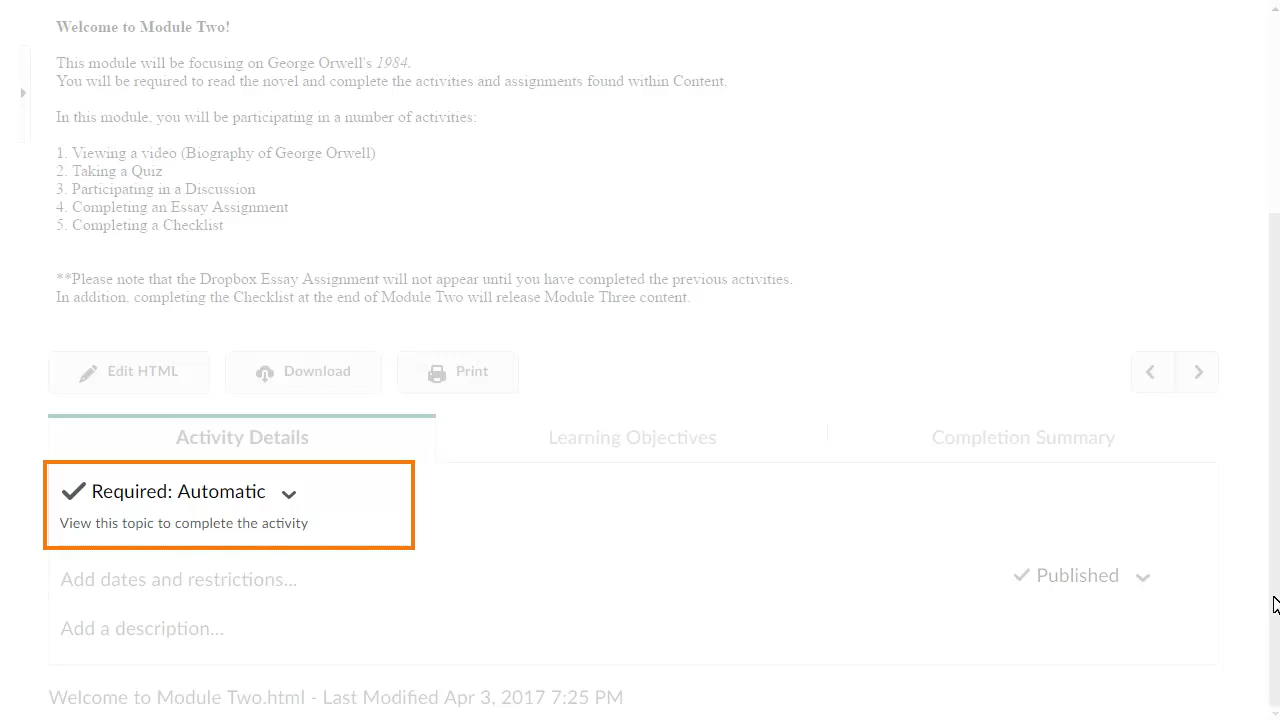 Welcome to Module Two!
This module will be focusing on George Orwell's 1984.
You will be required to read the novel and complete the activities and assignments found within Content.
In this module, you will be participating in a number of activities:
1. Viewing a video (Biography of George Orwell)
2. Taking a Quiz
3. Participating in a Discussion
4. Completing an Essay Assignment
5. Completing a Checklist
**Please note that the Dropbox Essay Assignment will not appear until you have completed the previous activities.
In addition, completing the Checklist at the end of Module Two will release Module Three content.
Edit HTML Download Print
Activity Details Learning Objectives Completion Summary
Required: Automatic
View this topic to complete the activity
Add dates and restrictions... Published
Add a description...
Welcome to Module Two.html - Last Modified Apr 3, 2017 7:25 PM